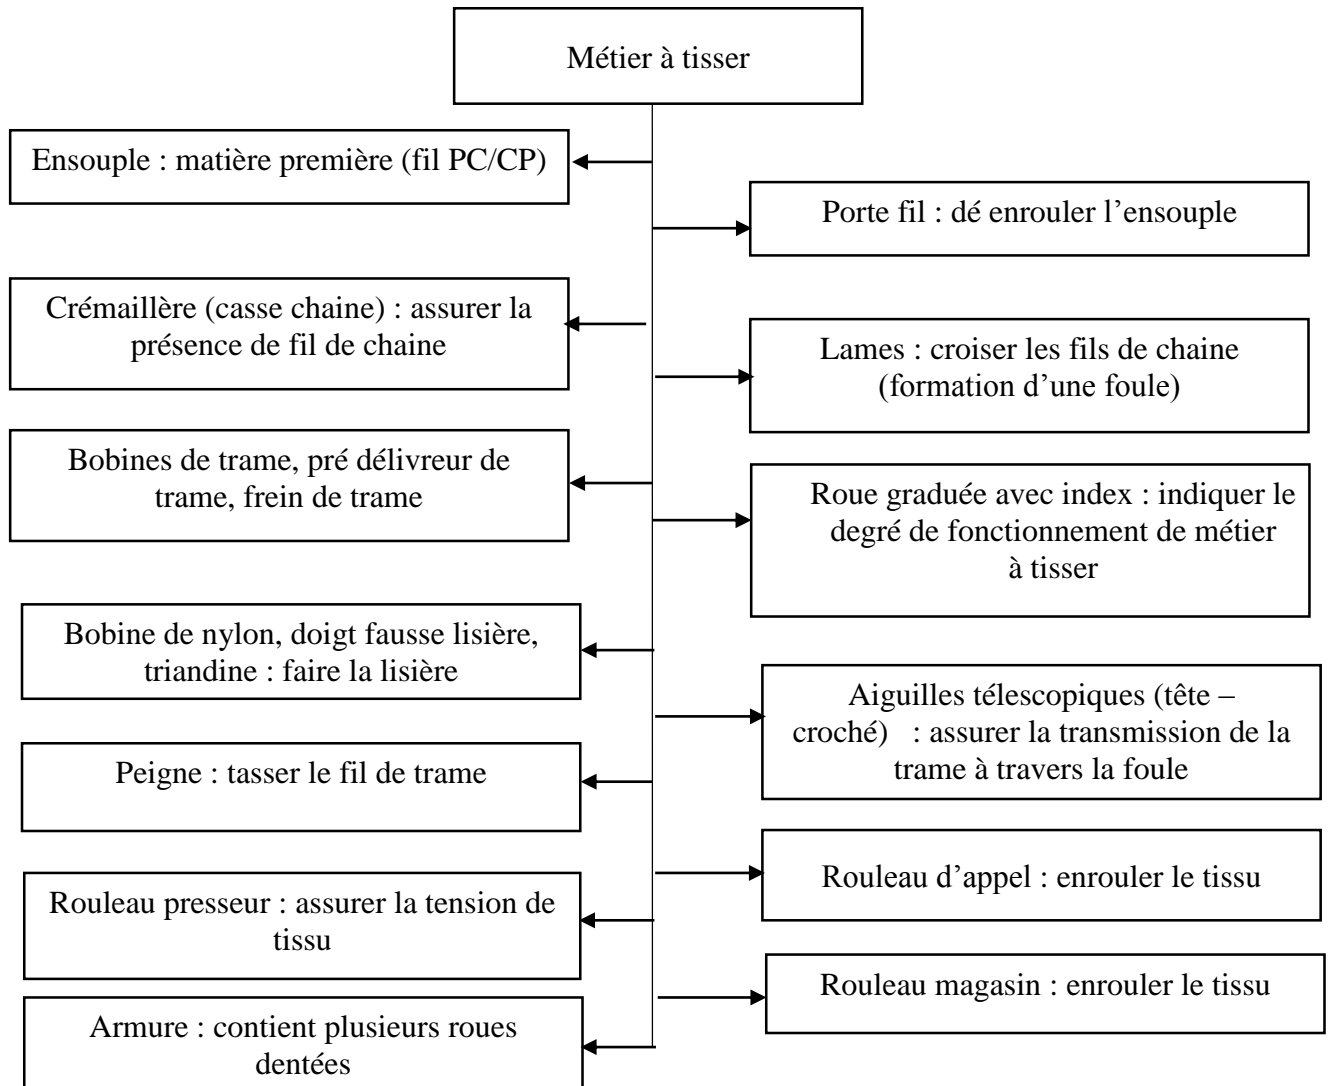 Métier à tisser
Ensouple : matière première (fil PC/CP)
Porte fil : dé enrouler l’ensouple
Crémaillère (casse chaine) : assurer la
présence de fil de chaine
Lames : croiser les fils de chaine
(formation d’une foule)
Bobines de trame, pré délivreur de
trame, frein de trame
Roue graduée avec index : indiquer le
degré de fonctionnement de métier
à tisser
Bobine de nylon, doigt fausse lisière,
triandine : faire la lisière
Aiguilles télescopiques (tête –
croché) : assurer la transmission de la
trame à travers la foule
Peigne : tasser le fil de trame
Rouleau d’appel : enrouler le tissu
Rouleau presseur : assurer la tension de
tissu
Rouleau magasin : enrouler le tissu
Armure : contient plusieurs roues
dentées